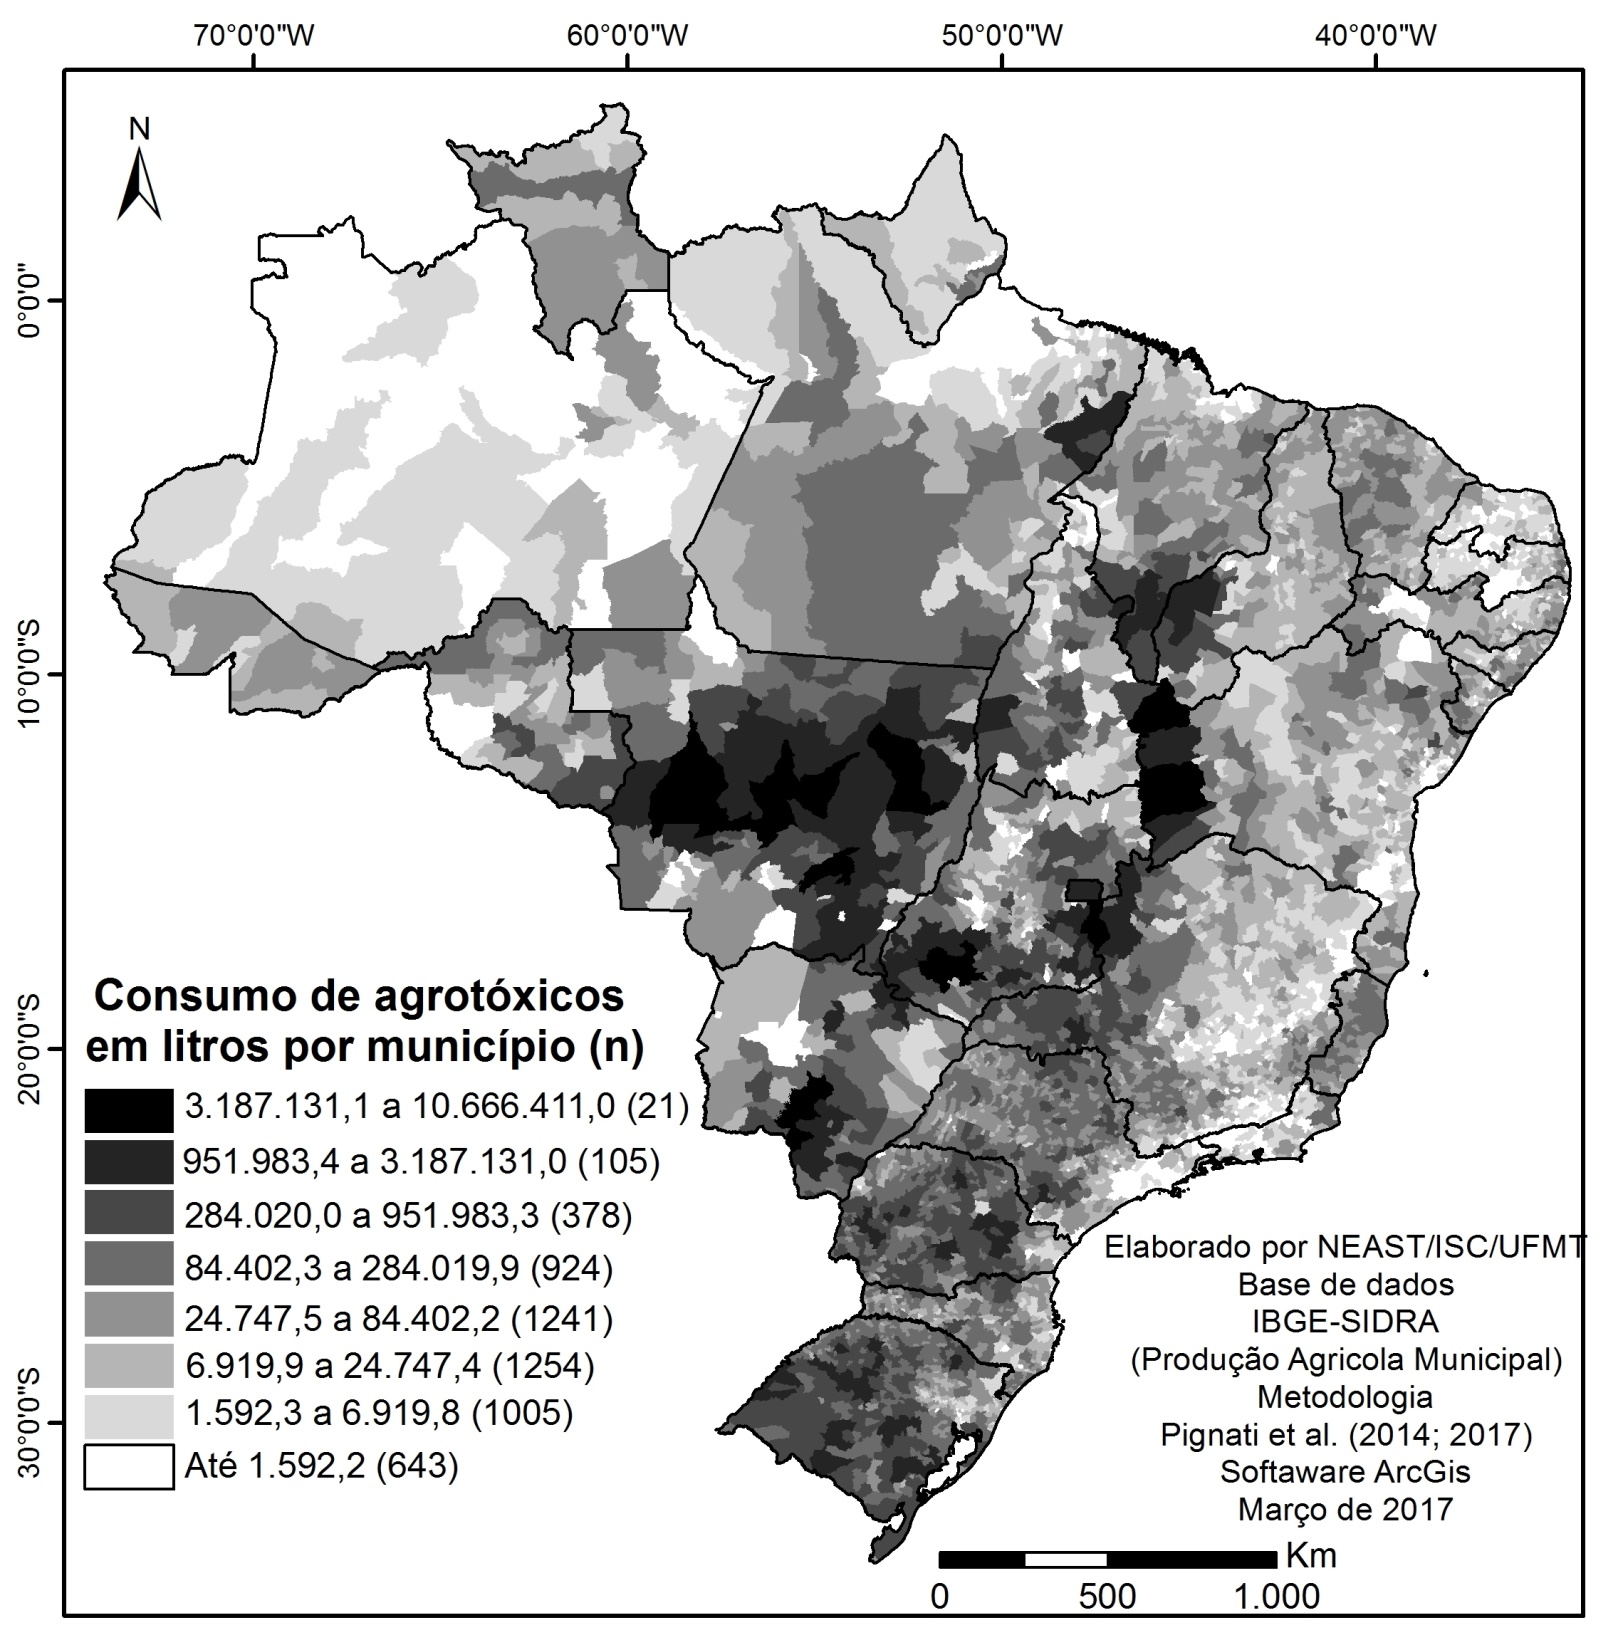 70°0'0"W 60°0'0"W 50°0'0"W 40°0'0"W
N
0°0'0"
10°0'0"S
20°0'0"S
30°0'0"S
Consumo de agrotóxicos
em litros por município (n)
3.187.131,1 a 10.666.411,0 (21)
951.983,4 a 3.187.131,0 (105)
284.020,0 a 951.983,3 (378)
84.402,3 a 284.019,9 (924)
24.747,5 a 84.402,2 (1241)
6.919,9 a 24.747,4 (1254)
1.592,3 a 6.919,8 (1005)
Até 1.592,2 (643)
Elaborado por NEAST/ISC/UFMT
Base de dados
IBGE-SIDRA
(Produção Agricola Municipal)
Metodologia
Pignati et al. (2014; 2017)
Softaware ArcGis
Março de 2017
Km
0 500 1.000